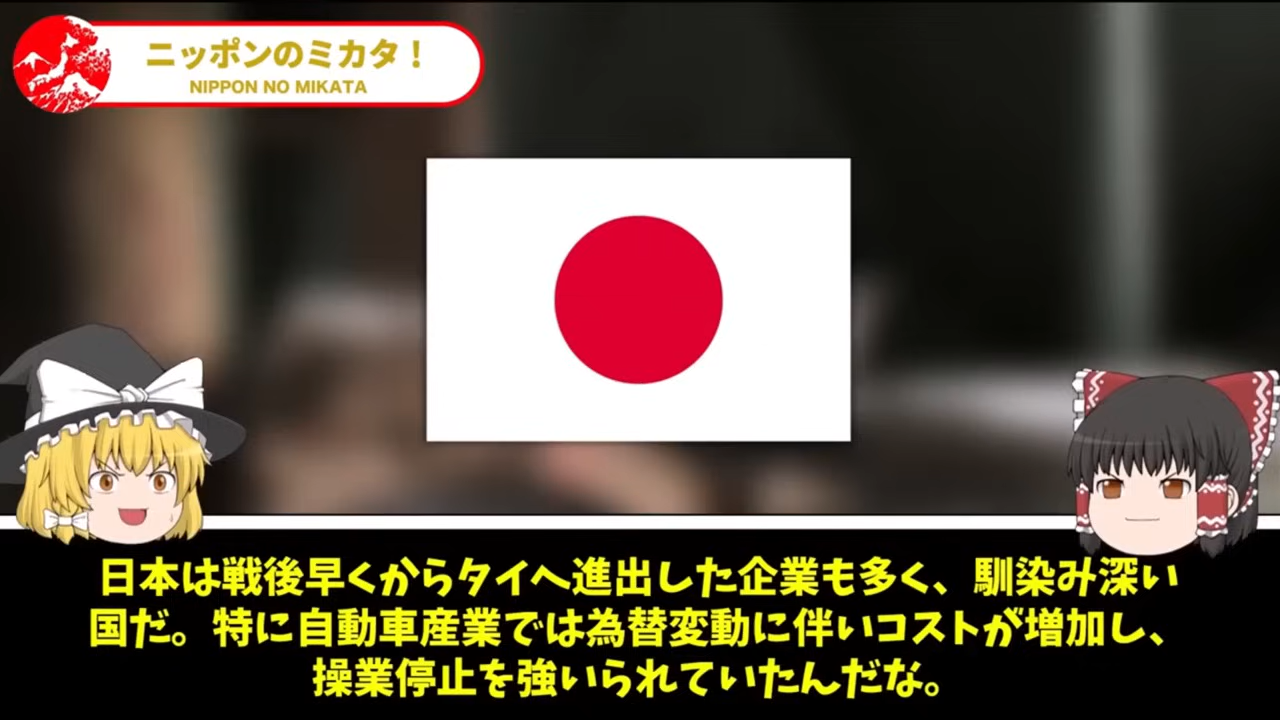 ニッポンのミカタ！
NIPPON NO MIKATA
日本は戦後早くからタイへ進出した企業も多く、馴染み深い
国だ。特に自動車産業では為替変動に伴いコストが増加し、
操業停止を強いられていたんだな。